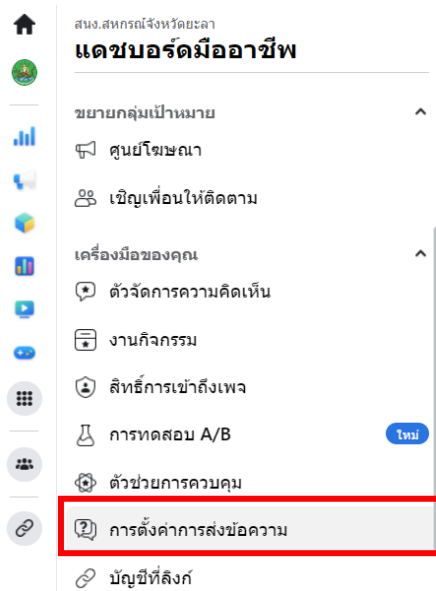 สนง.สหกรณ์จังหวัดยะลา
แดชบอร์ดมืออาชีพ
ขยายกลุ่มเป้าหมาย
ศูนย์โฆษณา
เชิญเพื่อนให้ติดตาม
เครื่องมือของคุณ
ตัวจัดการความคิดเห็น
งานกิจกรรม
สิทธิ์การเข้าถึงเพจ
การทดสอบ A/B
ใหม่
ตัวช่วยการควบคุม
การตั้งค่าการส่งข้อความ
บัญชีที่ลิงก์